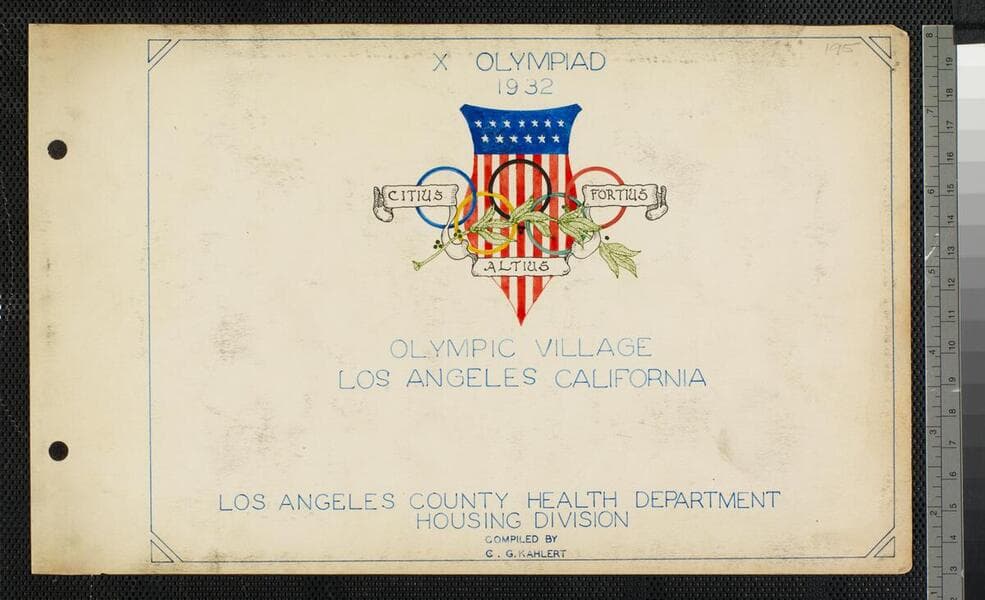 195
X OLYMPIAD
1932
CITIUS
FORTIUS
ALTIUS
OLYMPIC VILLAGE
LOS ANGELES CALIFORNIA
LOS ANGELES COUNTY HEALTH DEPARTMENT
HOUSING DIVISION
COMPILED BY
C. G. KAHLERT